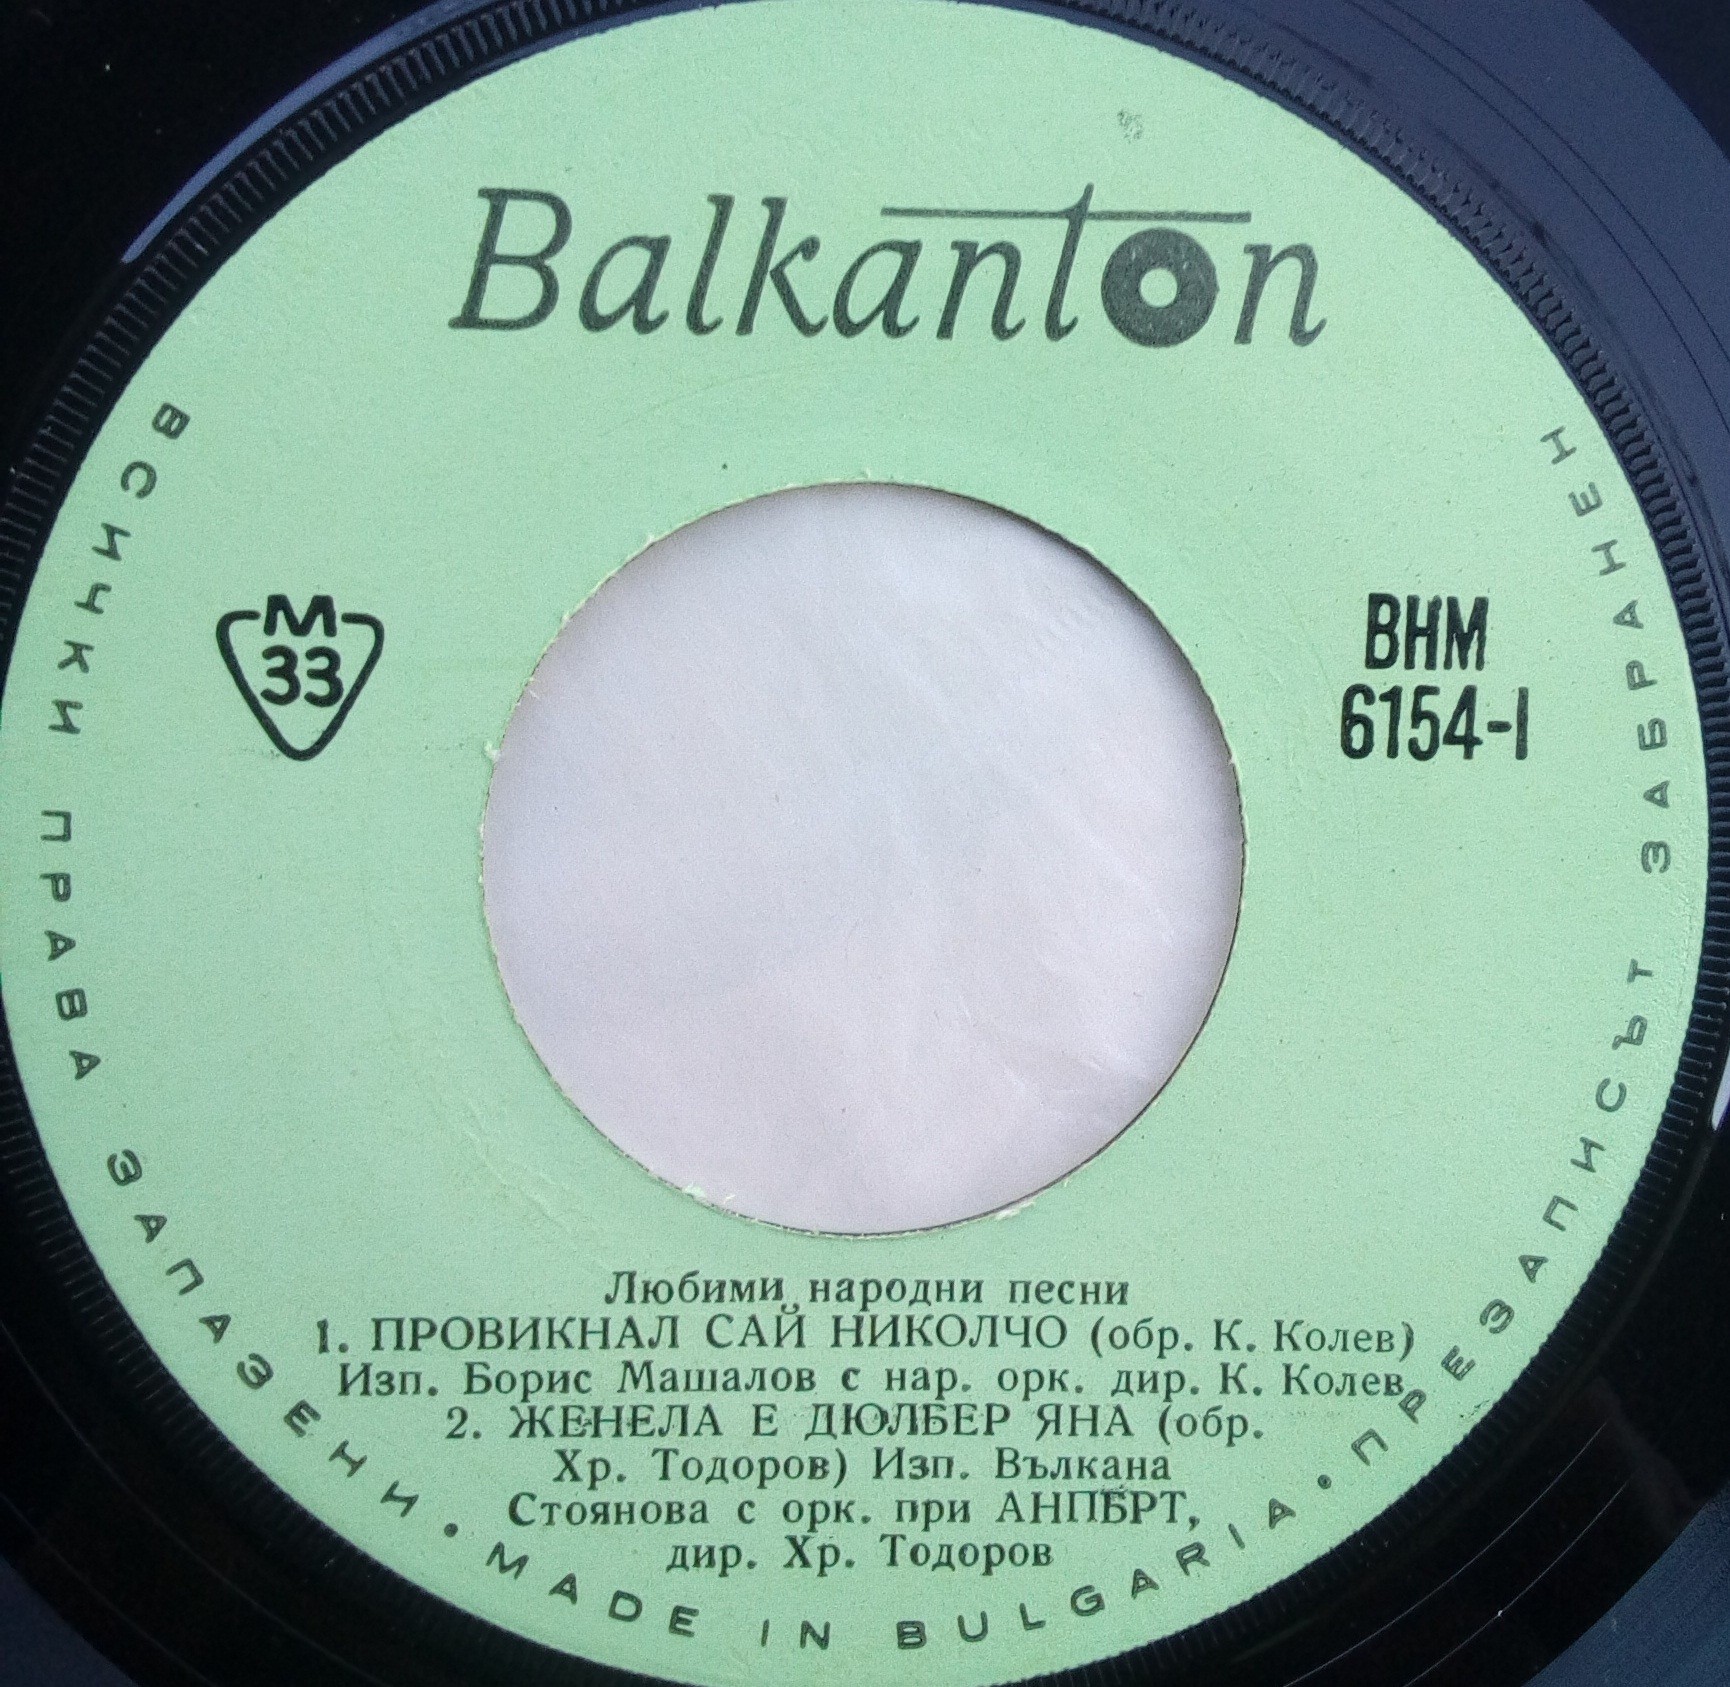 Balkanton
М
33
ВНМ
6154-I
Любими народни песни
1. ПРОВИКНАЛ САЙ НИКОЛЧО (обр. К. Колев)
Изп. Борис Машалов с нар. орк. дир. К. Колев
2. ЖЕНЕЛА Е ДЮЛБЕР ЯНА (обр.
Хр. Тодоров) Изп. Вълкана
Стоянова с орк. при АНПБРТ,
дир. Хр. Тодоров
ВСИЧКИ ПРАВА ЗАПАЗЕНИ • MADE IN BULGARIA • ПРЕЗАПИСЪТ ЗАБРАНЕН